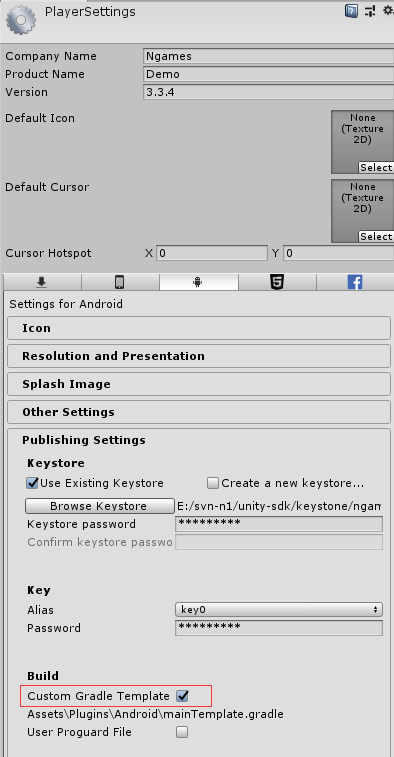 PlayerSettings
Company Name Ngames
Product Name Demo
Version 3.3.4
Default Icon
None
(Texture
2D)
Select
Default Cursor
None
(Texture
2D)
Select
Cursor Hotspot X 0 Y 0
Settings for Android
Icon
Resolution and Presentation
Splash Image
Other Settings
Publishing Settings
Keystore
Use Existing Keystore Create a new keystore...
Browse Keystore E:/svn-n1/unity-sdk/keystone/ngam
Keystore password *********
Confirm keystore passwo
Key
Alias key0
Password *********
Build
Custom Gradle Template
Assets\Plugins\Android\mainTemplate.gradle
User Proguard File